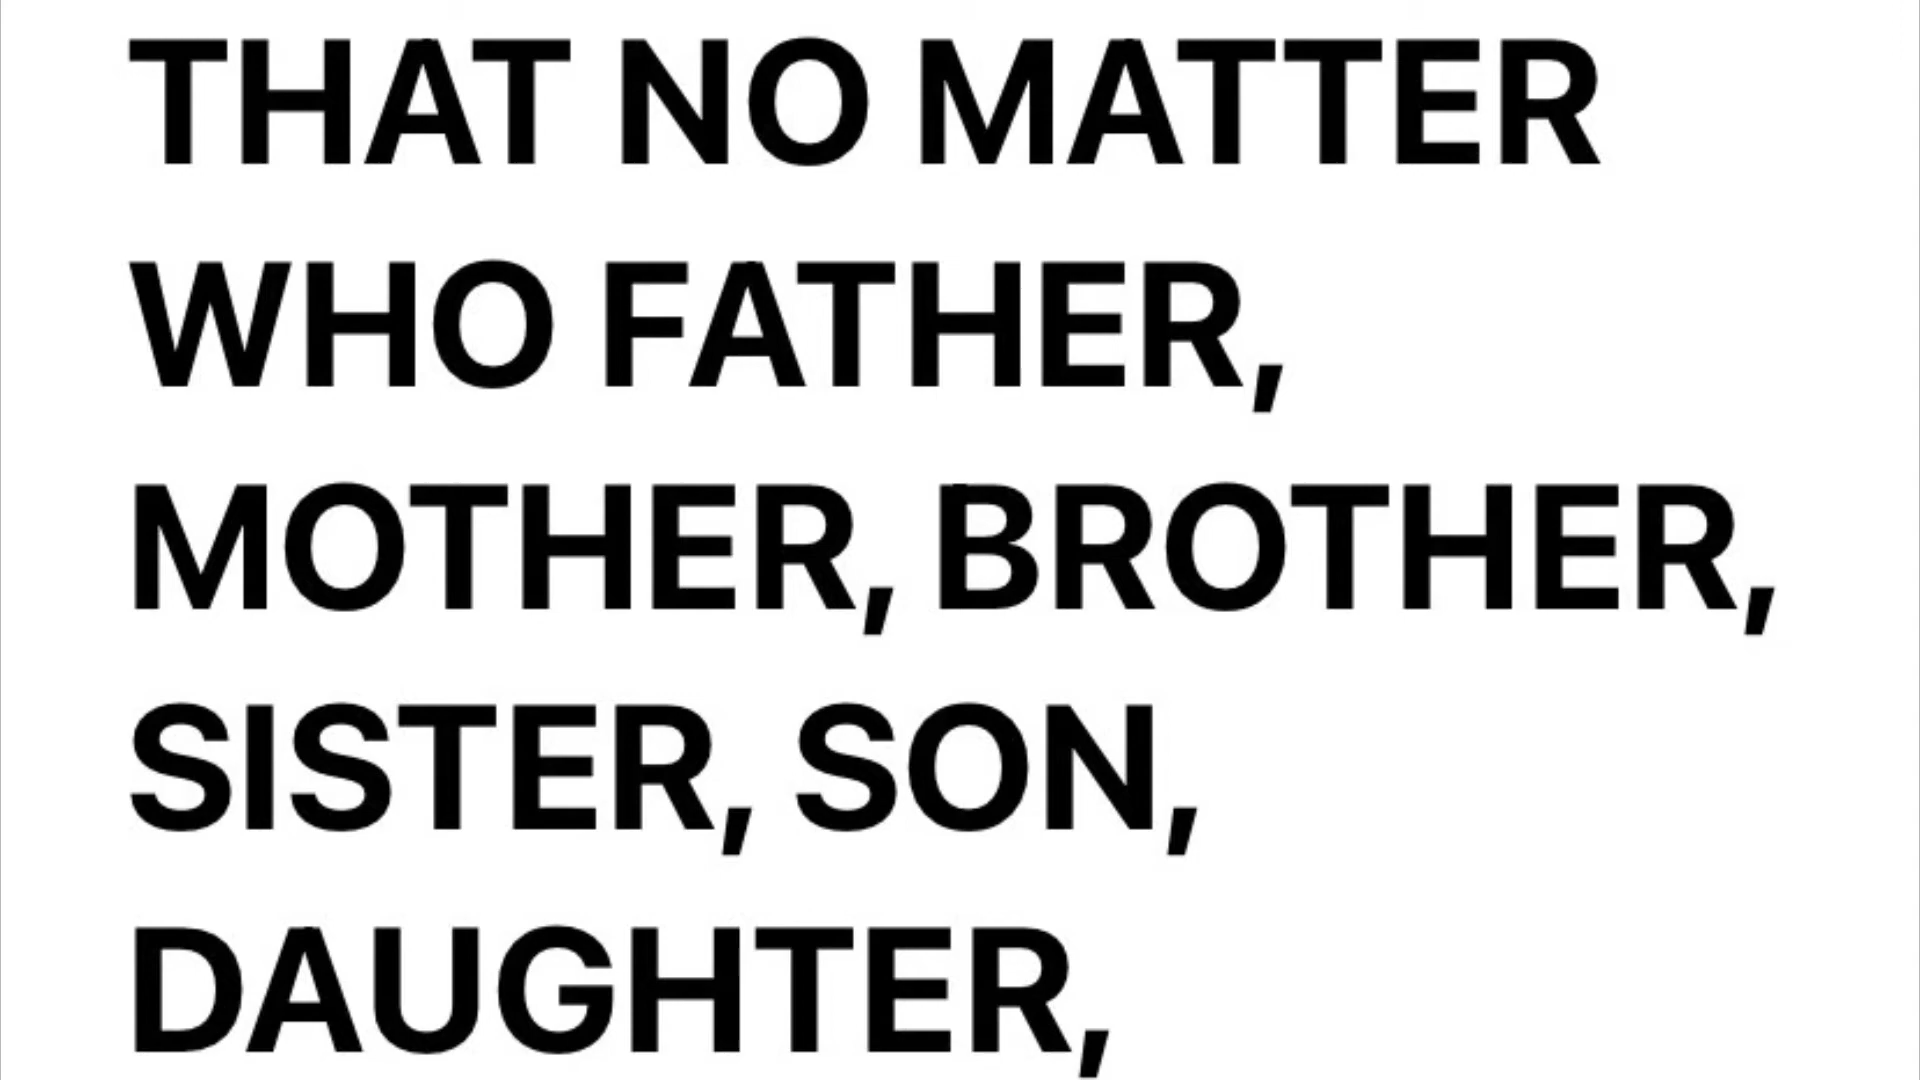 THAT NO MATTER
WHO FATHER,
MOTHER, BROTHER,
SISTER, SON,
DAUGHTER,